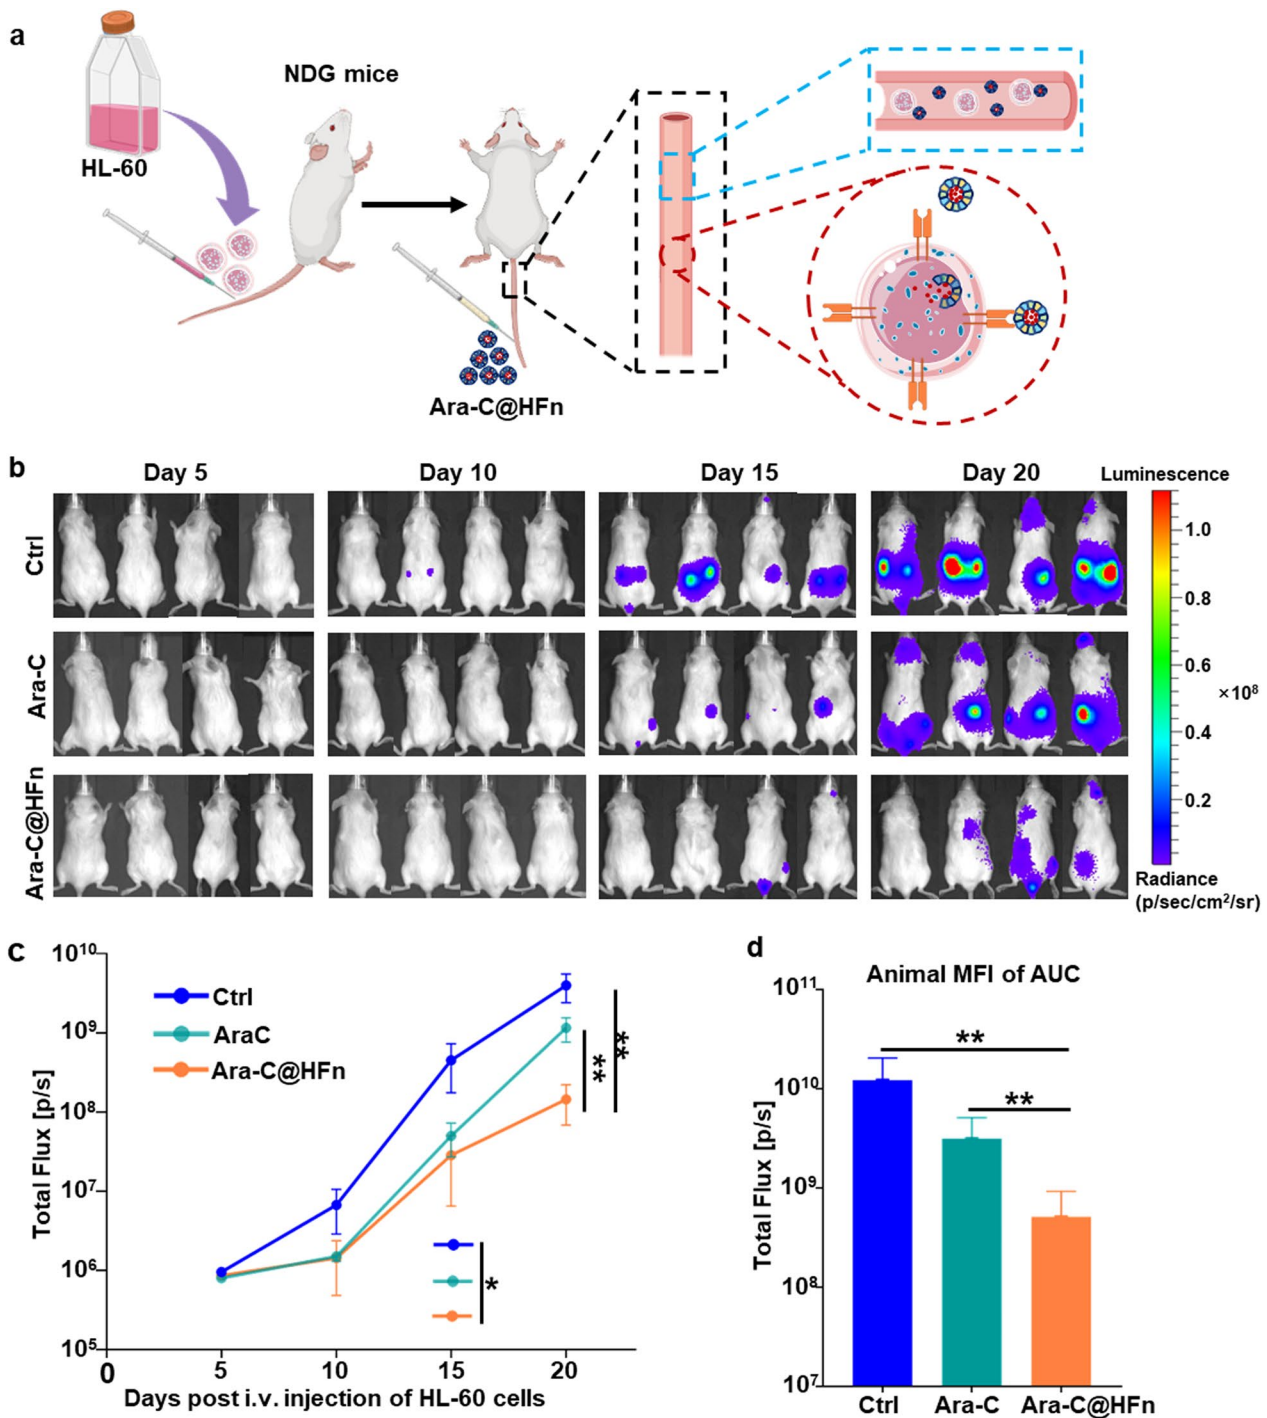 a
NDG mice
HL-60
Ara-C@HFn
b
Day 5
Day 10
Day 15
Day 20
Luminescence
Ctrl
Ara-C
Ara-C@HFn
1.0
0.8
0.6
×10⁸
0.4
0.2
Radiance
(p/sec/cm²/sr)
c
Total Flux [p/s]
10¹⁰
10⁹
10⁸
10⁷
10⁶
10⁵
Ctrl
AraC
Ara-C@HFn
**
**
*
0 5 10 15 20
Days post i.v. injection of HL-60 cells
d
Animal MFI of AUC
Total Flux [p/s]
10¹¹
10¹⁰
10⁹
10⁸
10⁷
**
**
Ctrl Ara-C Ara-C@HFn